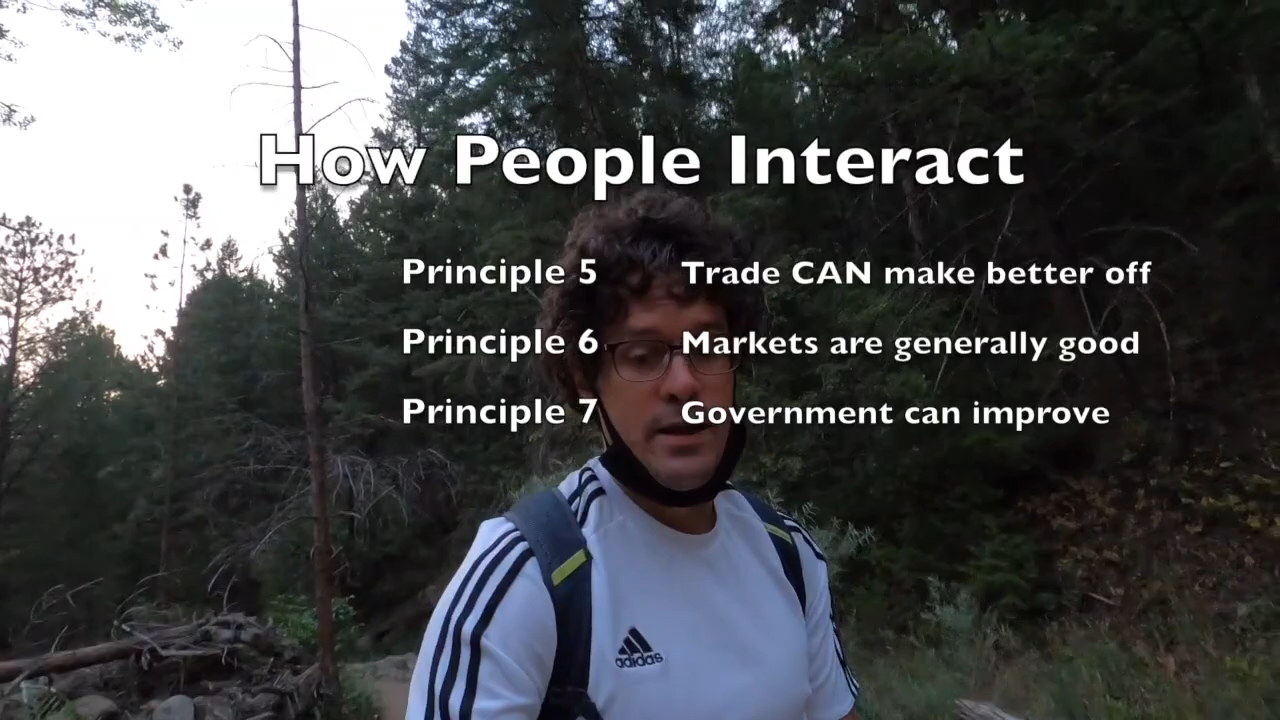 How People Interact
Principle 5 Trade CAN make better off
Principle 6 Markets are generally good
Principle 7 Government can improve
adidas